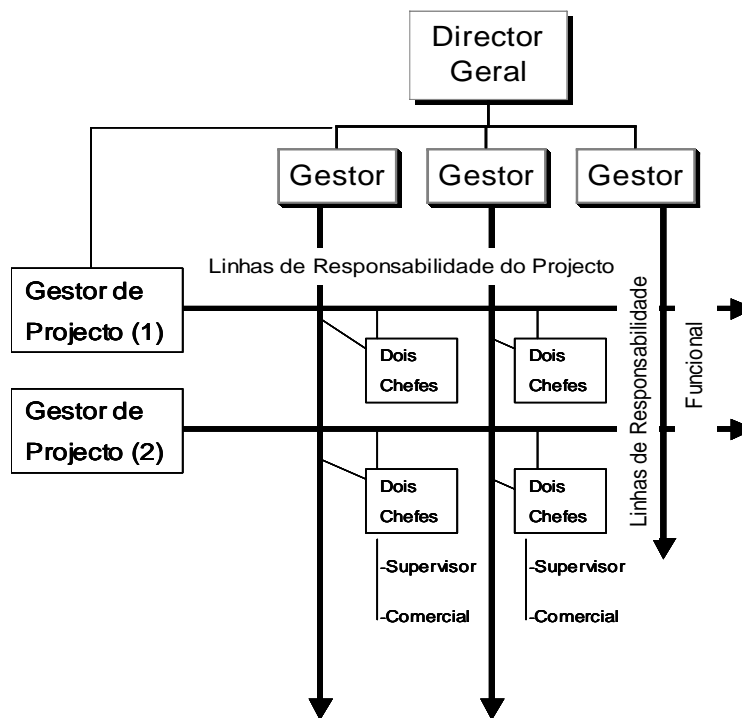 Director
Geral
Gestor
Gestor
Gestor
Linhas de Responsabilidade do Projecto
Gestor de
Projecto (1)
Dois
Chefes
Dois
Chefes
Linhas de Responsabilidade
Funcional
Gestor de
Projecto (2)
Dois
Chefes
Dois
Chefes
-Supervisor
-Supervisor
-Comercial
-Comercial